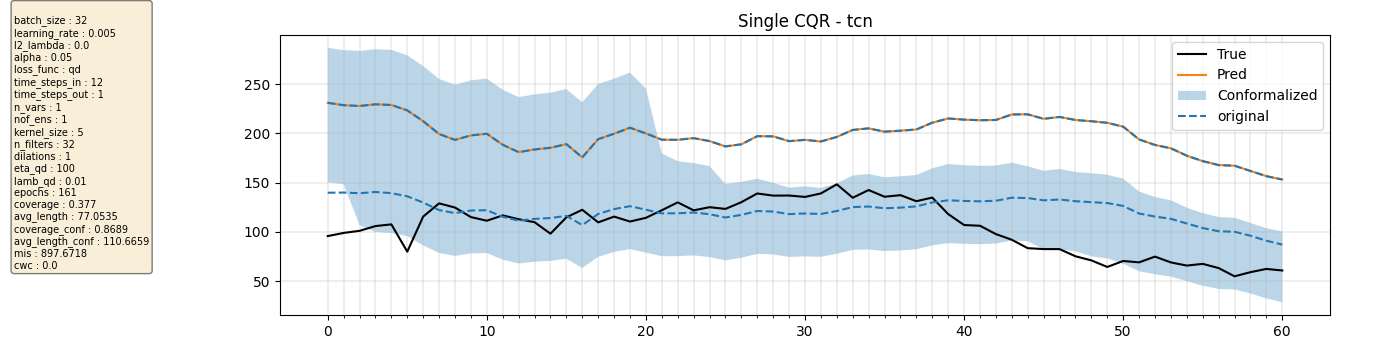 batch_size : 32
learning_rate : 0.005
l2_lambda : 0.0
alpha : 0.05
loss_func : qd
time_steps_in : 12
time_steps_out : 1
n_vars : 1
nof_ens : 1
kernel_size : 5
n_filters : 32
dilations : 1
eta_qd : 100
lamb_qd : 0.01
epochs : 161
coverage : 0.377
avg_length : 77.0535
coverage_conf : 0.8689
avg_length_conf : 110.6659
mis : 897.6718
cwc : 0.0
Single CQR - tcn
True
Pred
Conformalized
original
250
200
150
100
50
0 10 20 30 40 50 60